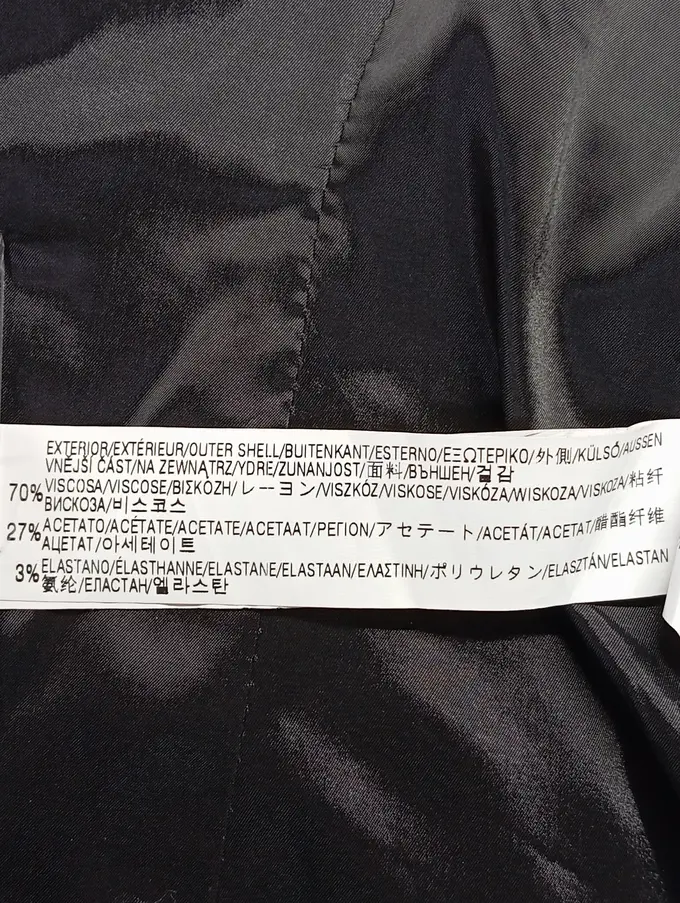 EXTERIOR/EXTÉRIEUR/OUTER SHELL/BUITENKANT/ESTERNO/ΕΞΩΤΕΡΙΚΟ/外側/KÜLSŐ/AUSSEN
VNĚJŠÍ ČÁST/NA ZEWNĄTRZ/YDRE/ZUNANJOST/面料/ВЪНШЕН/겉감
70% VISCOSA/VISCOSE/ΒΙΣΚΌΖΗ/レーヨン/VISZKÓZ/VISKOSE/VISKÓZA/WISKOZA/VISKOZA/粘纤
ВИСКОЗА/비스코스
27% ACETATO/ACÉTATE/ACETATE/ACETAAT/ΡΕΓΙΟΝ/アセテート/ACETÁT/ACETAT/醋酯纤维
АЦЕТАТ/아세테이트
3% ELASTANO/ÉLASTHANNE/ELASTANE/ELASTAAN/ΕΛΑΣΤΙΝΗ/ポリウレタン/ELASZTÁN/ELASTAN
氨纶/ЕЛАСТАН/엘라스탄